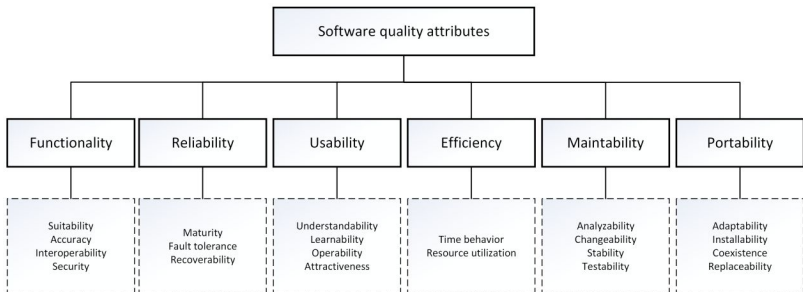 Software quality attributes
Functionality
Reliability
Usability
Efficiency
Maintability
Portability
Suitability
Accuracy
Interoperability
Security
Maturity
Fault tolerance
Recoverability
Understandability
Learnability
Operability
Attractiveness
Time behavior
Resource utilization
Analyzability
Changeability
Stability
Testability
Adaptability
Installability
Coexistence
Replaceability